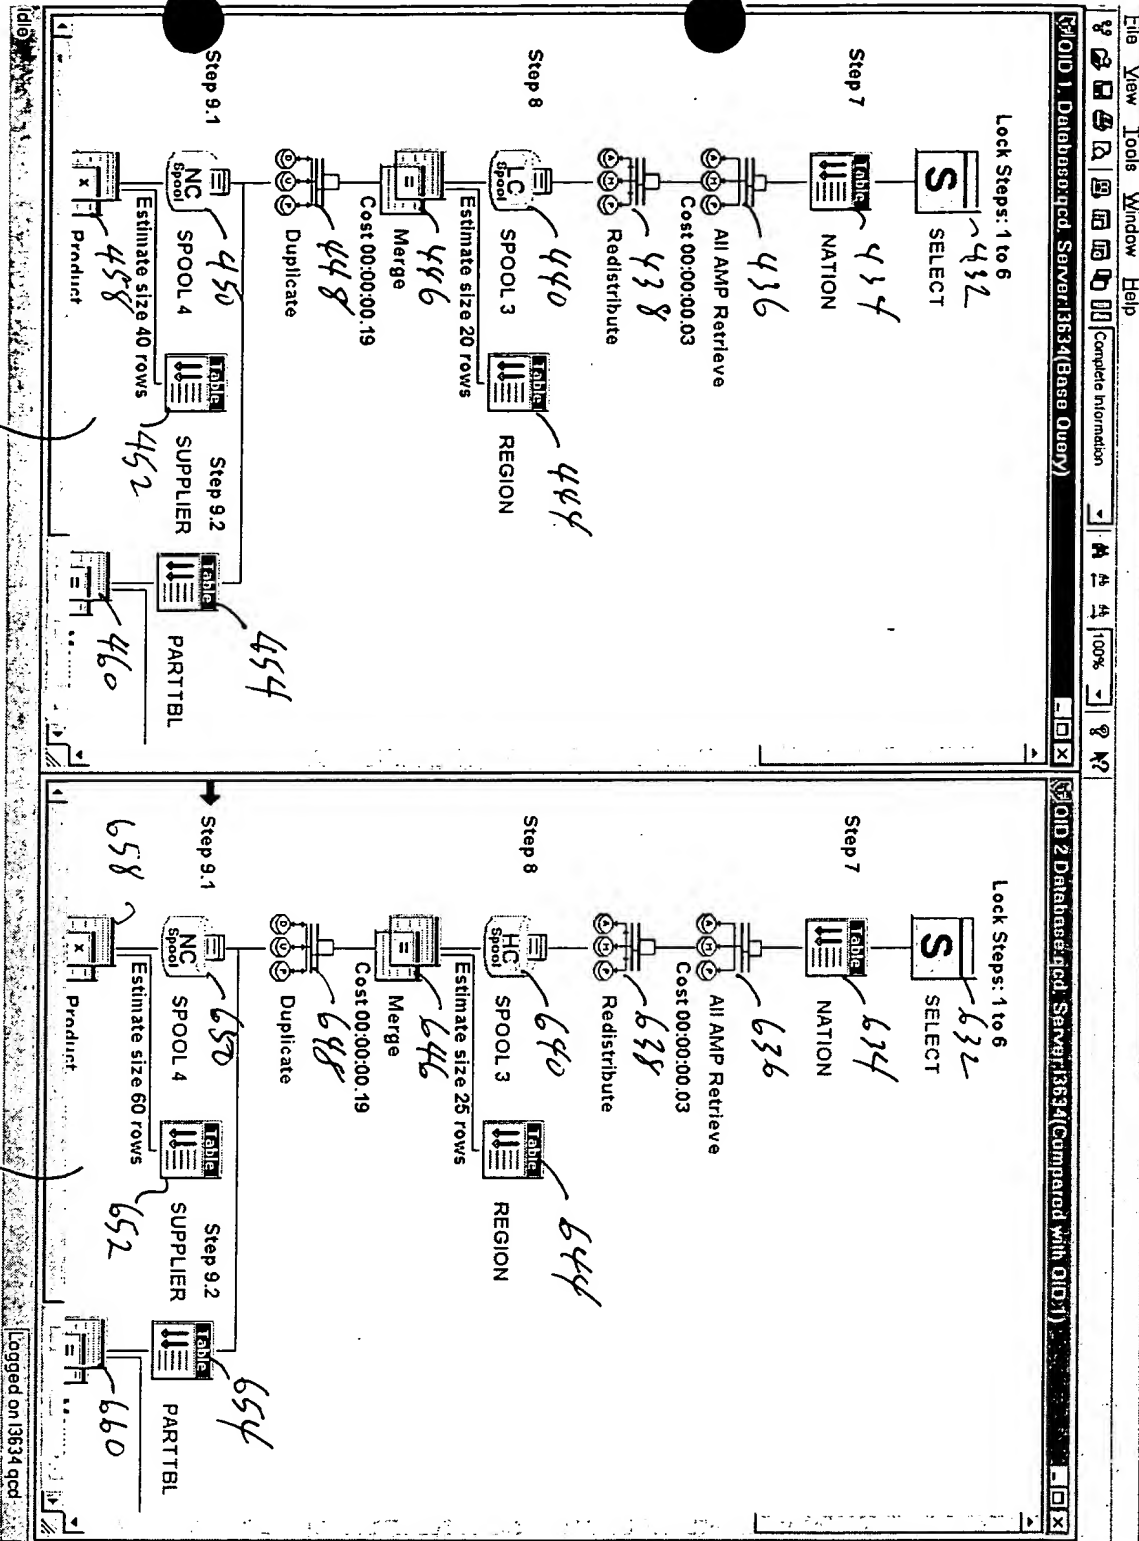 File View Tools Window Help
Complete Information
100%
OID 1, Database:qcd, Server:I3634(Base Query)
Lock Steps: 1 to 6
S
SELECT
432
Step 7
Table
NATION
434
All AMP Retrieve
436
Cost 00:00:00.03
A M P
Redistribute
438
Step 8
LC
Spool
SPOOL 3
440
Table
REGION
444
Estimate size 20 rows
=
Merge
446
Cost 00:00:00.19
D U P
Duplicate
448
Step 9.1
NC
Spool
SPOOL 4
450
Table
SUPPLIER
452
Step 9.2
Table
PARTTBL
454
Estimate size 40 rows
x
Product
458
=
460
OID 2 Database:qcd, Server:I3634(Compared with OID:1)
Lock Steps: 1 to 6
S
SELECT
632
Step 7
Table
NATION
634
A M P
All AMP Retrieve
636
Cost 00:00:00.03
A M P
Redistribute
638
Step 8
HC
Spool
SPOOL 3
640
Table
REGION
644
Estimate size 25 rows
=
Merge
646
Cost 00:00:00.19
D U P
Duplicate
648
Step 9.1
NC
Spool
SPOOL 4
650
Table
SUPPLIER
652
Step 9.2
Table
PARTTBL
654
Estimate size 60 rows
x
Product
658
=
660
Idle
Logged on I3634 qcd